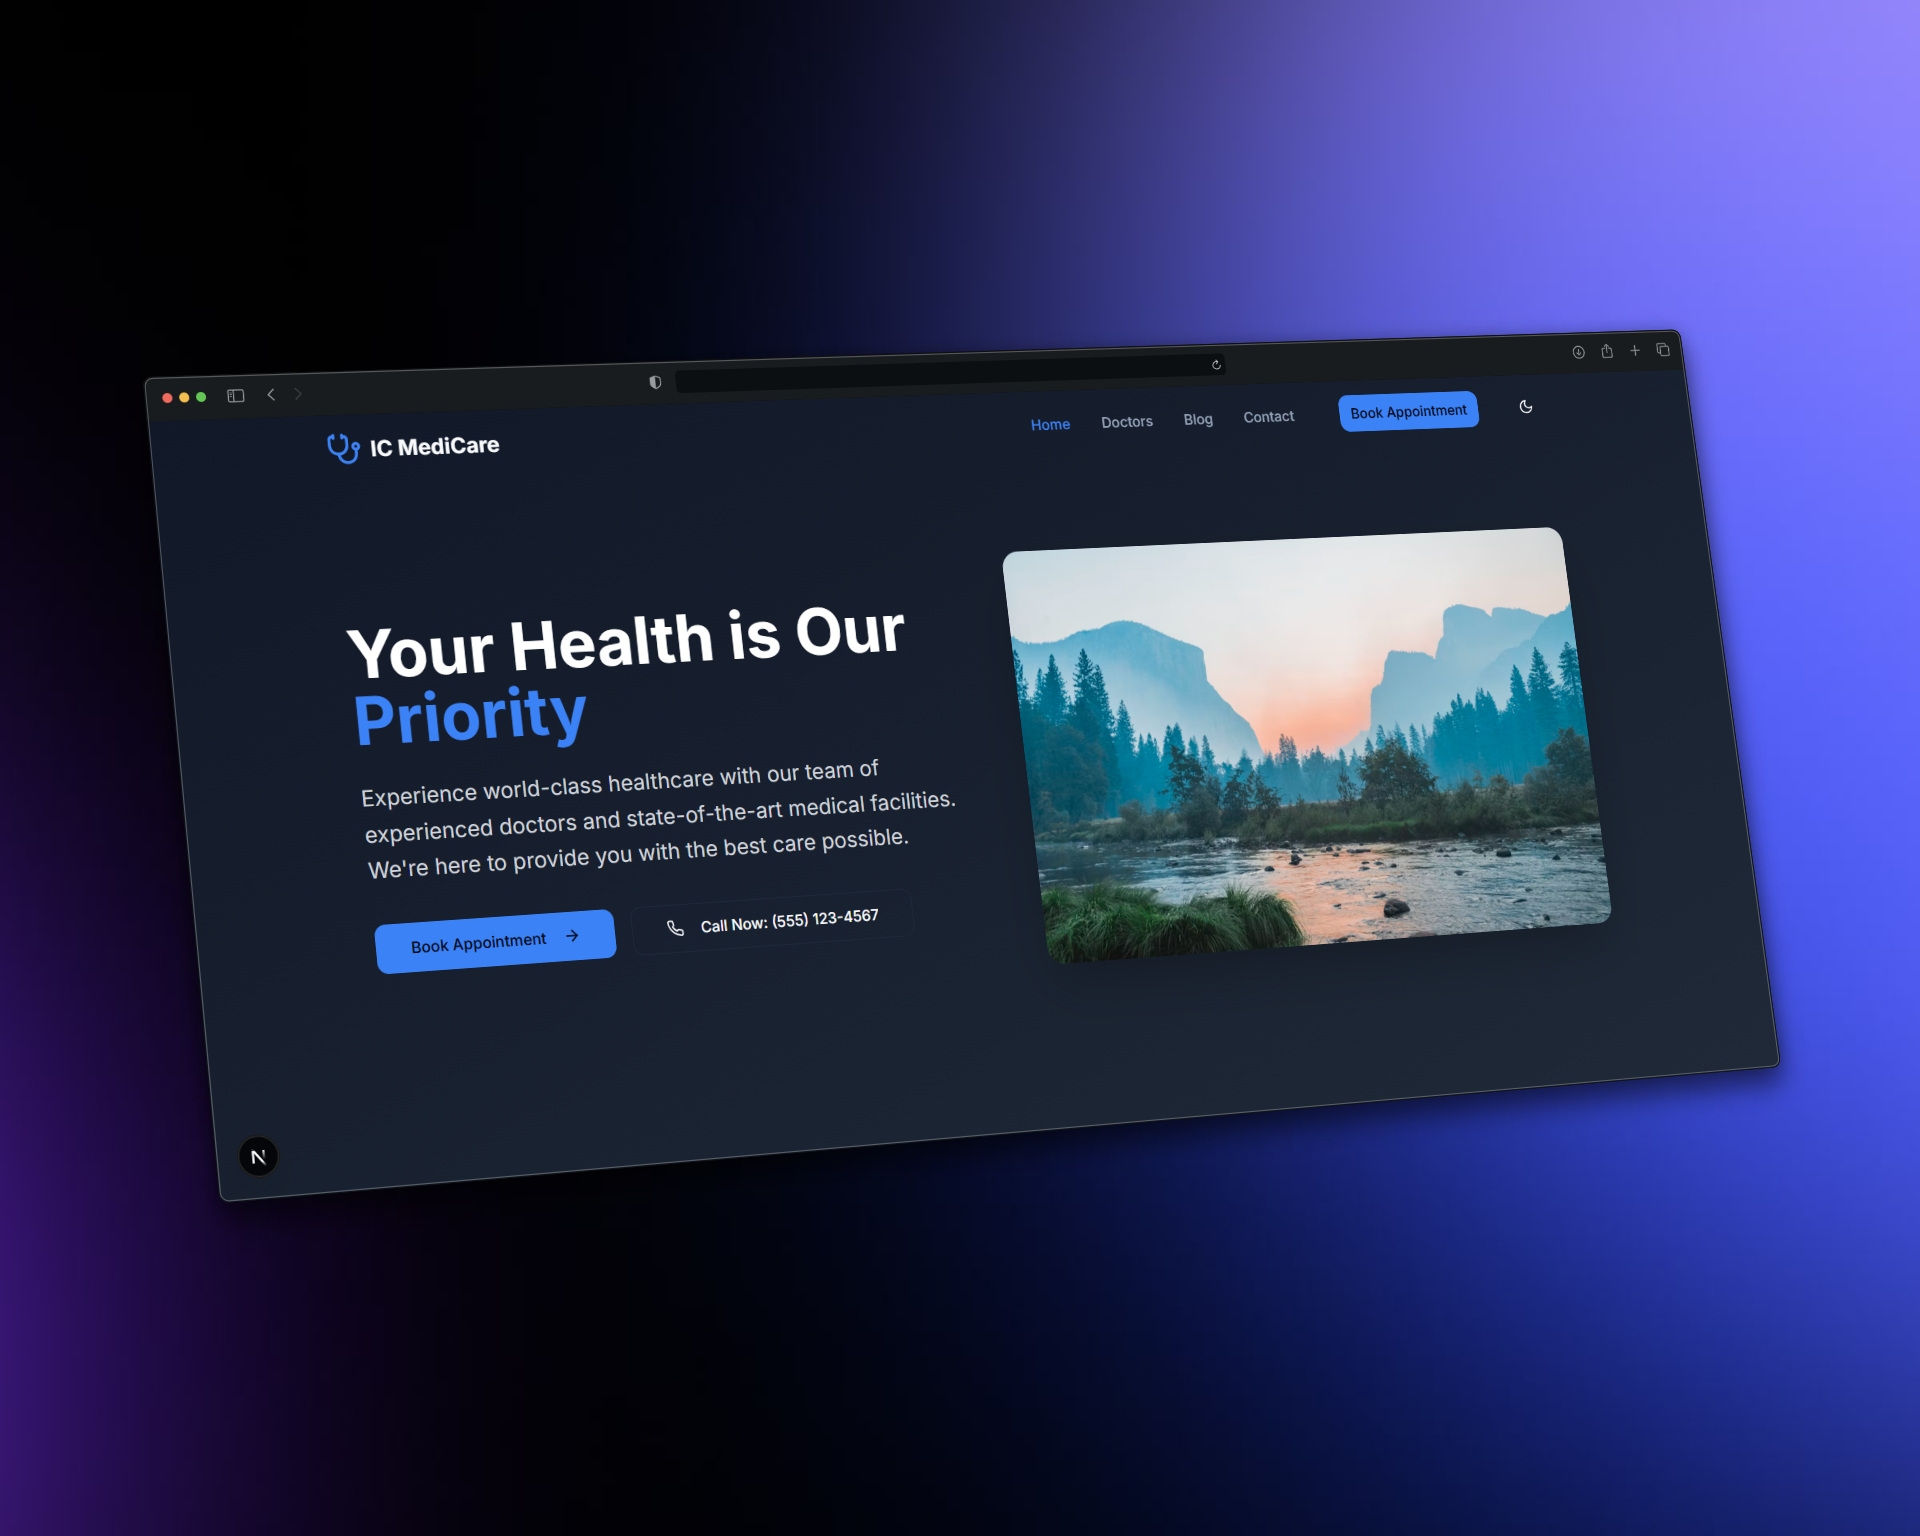 IC MediCare
Home Doctors Blog Contact Book Appointment
Your Health is Our
Priority
Experience world-class healthcare with our team of
experienced doctors and state-of-the-art medical facilities.
We're here to provide you with the best care possible.
Book Appointment
Call Now: (555) 123-4567
N